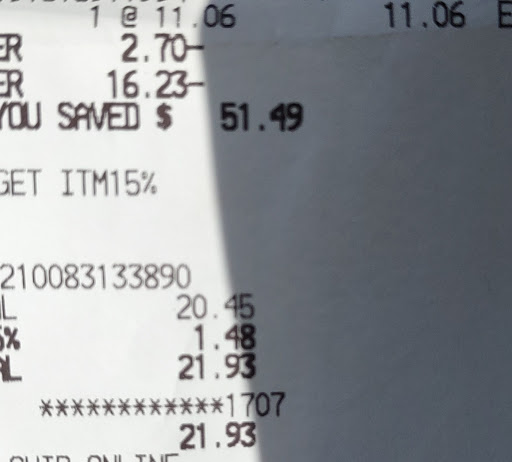 1 @ 11.06 11.06 E
ER 2.70-
ER 16.23-
YOU SAVED $ 51.49
GET ITM15%
210083133890
L 20.45
5% 1.48
AL 21.93
************1707
21.93